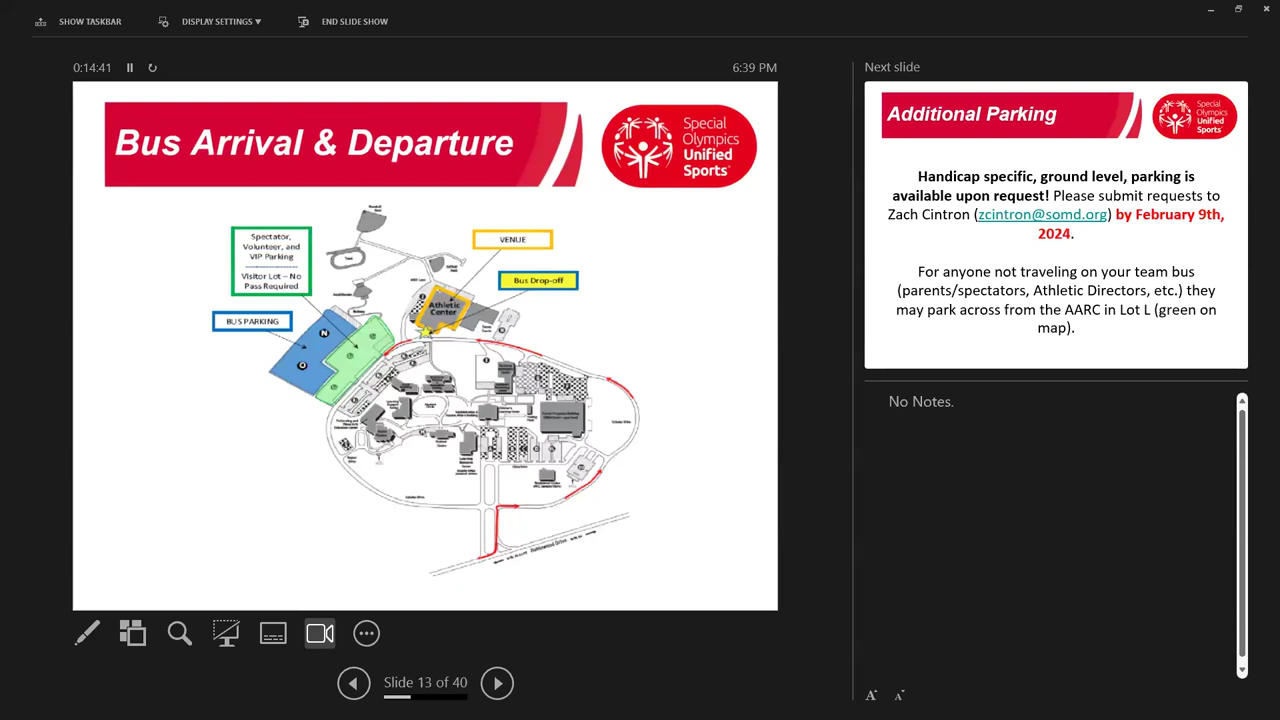 SHOW TASKBAR
DISPLAY SETTINGS
END SLIDE SHOW
0:14:41
6:39 PM
Bus Arrival & Departure
Special
Olympics
Unified
Sports
Spectator,
Volunteer, and
VIP Parking
Visitor Lot – No
Pass Required
VENUE
Bus Drop-off
BUS PARKING
Athletic
Center
N
O
Slide 13 of 40
Next slide
Additional Parking
Special
Olympics
Unified
Sports
Handicap specific, ground level, parking is
available upon request! Please submit requests to
Zach Cintron (zcintron@somd.org) by February 9th,
2024.
For anyone not traveling on your team bus
(parents/spectators, Athletic Directors, etc.) they
may park across from the AARC in Lot L (green on
map).
No Notes.